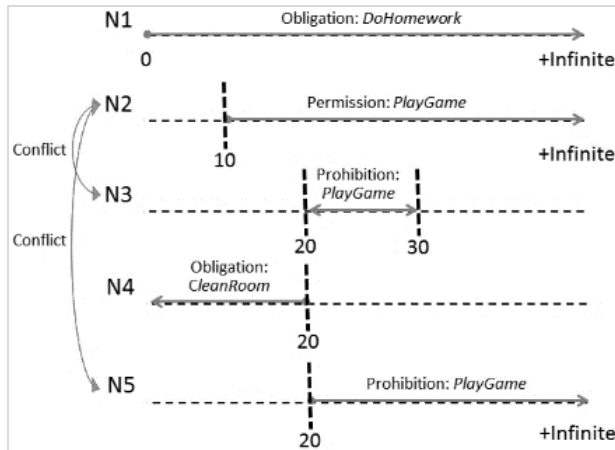 N1
Obligation: DoHomework
0
+Infinite
N2
Permission: PlayGame
10
+Infinite
Conflict
N3
Prohibition:
PlayGame
20
30
Conflict
N4
Obligation:
CleanRoom
20
N5
Prohibition: PlayGame
20
+Infinite